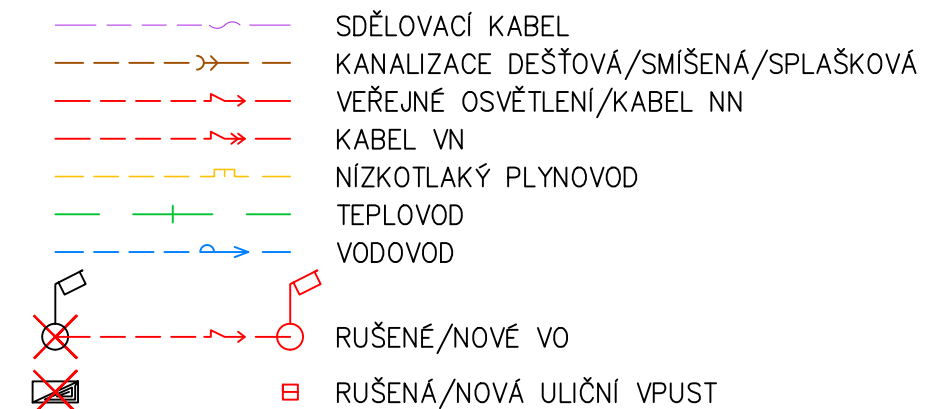 SDĚLOVACÍ KABEL
KANALIZACE DEŠŤOVÁ/SMÍŠENÁ/SPLAŠKOVÁ
VEŘEJNÉ OSVĚTLENÍ/KABEL NN
KABEL VN
NÍZKOTLAKÝ PLYNOVOD
TEPLOVOD
VODOVOD
RUŠENÉ/NOVÉ VO
RUŠENÁ/NOVÁ ULIČNÍ VPUST